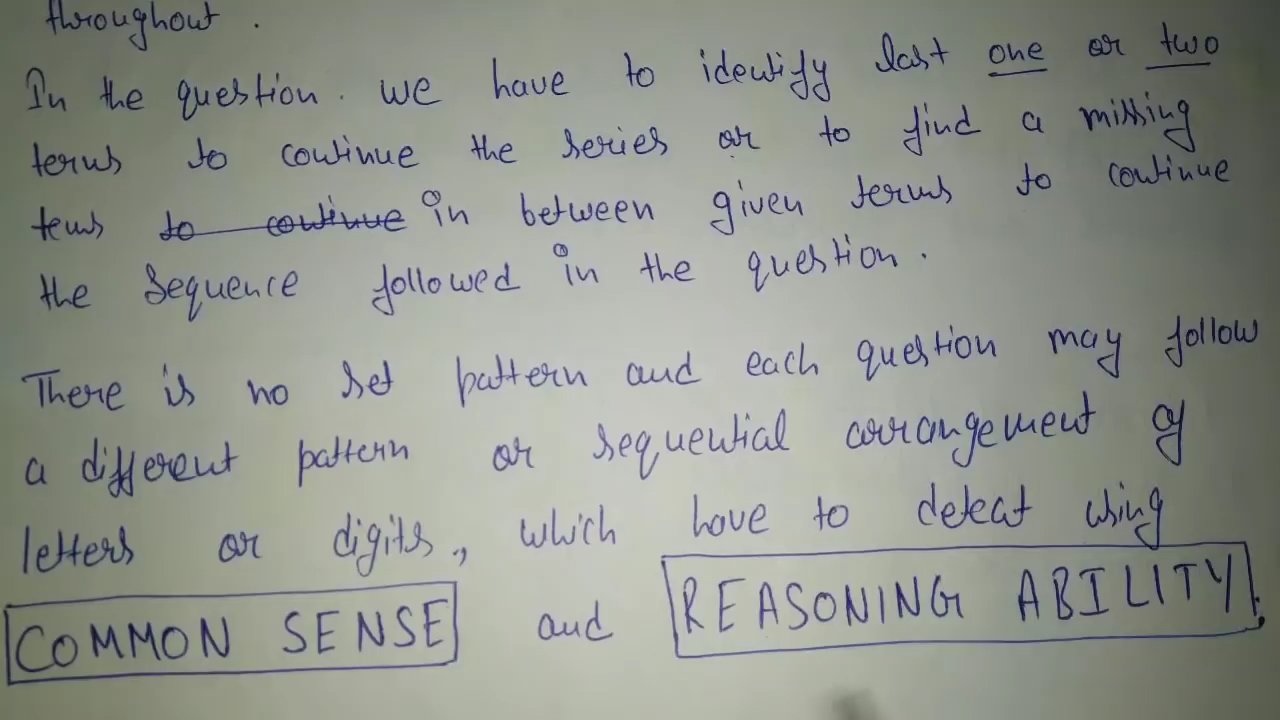 throughout.
In the question. we have to identify last one or two
terms to continue the series or to find a missing
tems to continue in between given terms to continue
the sequence followed in the question.
There is no set pattern and each question may follow
a different pattern or sequential arrangement of
letters or digits, which have to deteat using
COMMON SENSE and REASONING ABILITY.